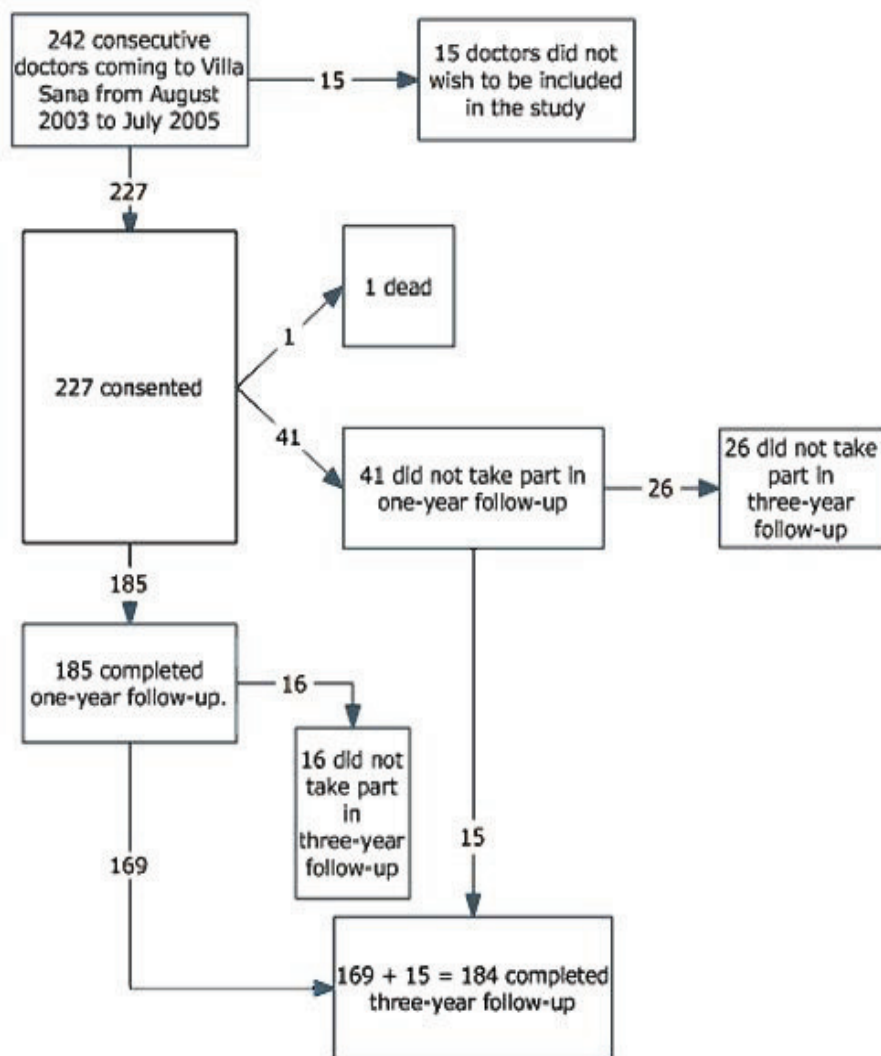 242 consecutive
doctors coming to Villa
Sana from August
2003 to July 2005
15
15 doctors did not
wish to be included
in the study
227
1 dead
1
227 consented
41
41 did not take part in
one-year follow-up
26
26 did not take
part in
three-year
follow-up
185
185 completed
one-year follow-up.
16
16 did not
take part
in
three-year
follow-up
15
169
169 + 15 = 184 completed
three-year follow-up